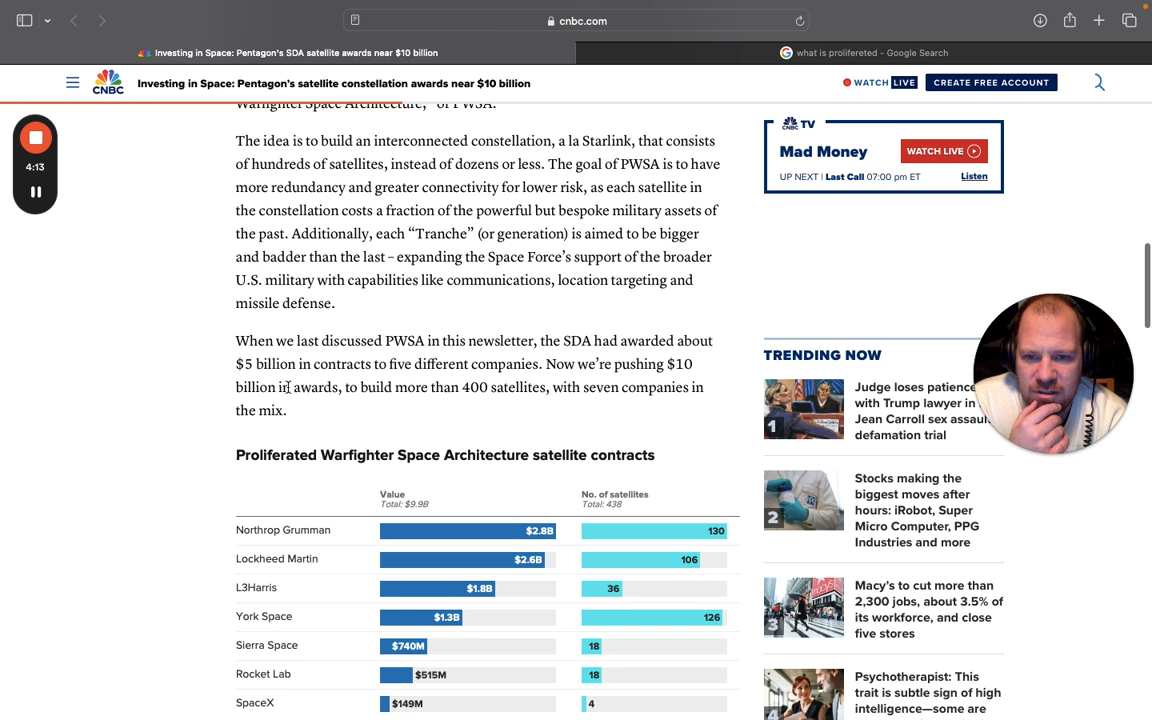 cnbc.com
Investing in Space: Pentagon's SDA satellite awards near $10 billion
what is prolifereted - Google Search
CNBC
Investing in Space: Pentagon's satellite constellation awards near $10 billion
WATCH LIVE
CREATE FREE ACCOUNT
4:13
Warfighter Space Architecture," or PWSA.
The idea is to build an interconnected constellation, a la Starlink, that consists
of hundreds of satellites, instead of dozens or less. The goal of PWSA is to have
more redundancy and greater connectivity for lower risk, as each satellite in
the constellation costs a fraction of the powerful but bespoke military assets of
the past. Additionally, each “Tranche” (or generation) is aimed to be bigger
and badder than the last – expanding the Space Force’s support of the broader
U.S. military with capabilities like communications, location targeting and
missile defense.
When we last discussed PWSA in this newsletter, the SDA had awarded about
$5 billion in contracts to five different companies. Now we’re pushing $10
billion in awards, to build more than 400 satellites, with seven companies in
the mix.
Proliferated Warfighter Space Architecture satellite contracts
Value
Total: $9.9B
No. of satellites
Total: 438
Northrop Grumman $2.8B 130
Lockheed Martin $2.6B 106
L3Harris $1.8B 36
York Space $1.3B 126
Sierra Space $740M 18
Rocket Lab $515M 18
SpaceX $149M 4
CNBC TV
Mad Money
WATCH LIVE
UP NEXT | Last Call 07:00 pm ET
Listen
TRENDING NOW
1
Judge loses patience
with Trump lawyer in
Jean Carroll sex
defamation trial
2
Stocks making the
biggest moves after
hours: iRobot, Super
Micro Computer, PPG
Industries and more
3
Macy’s to cut more than
2,300 jobs, about 3.5% of
its workforce, and close
five stores
Psychotherapist: This
trait is subtle sign of high
intelligence—some are